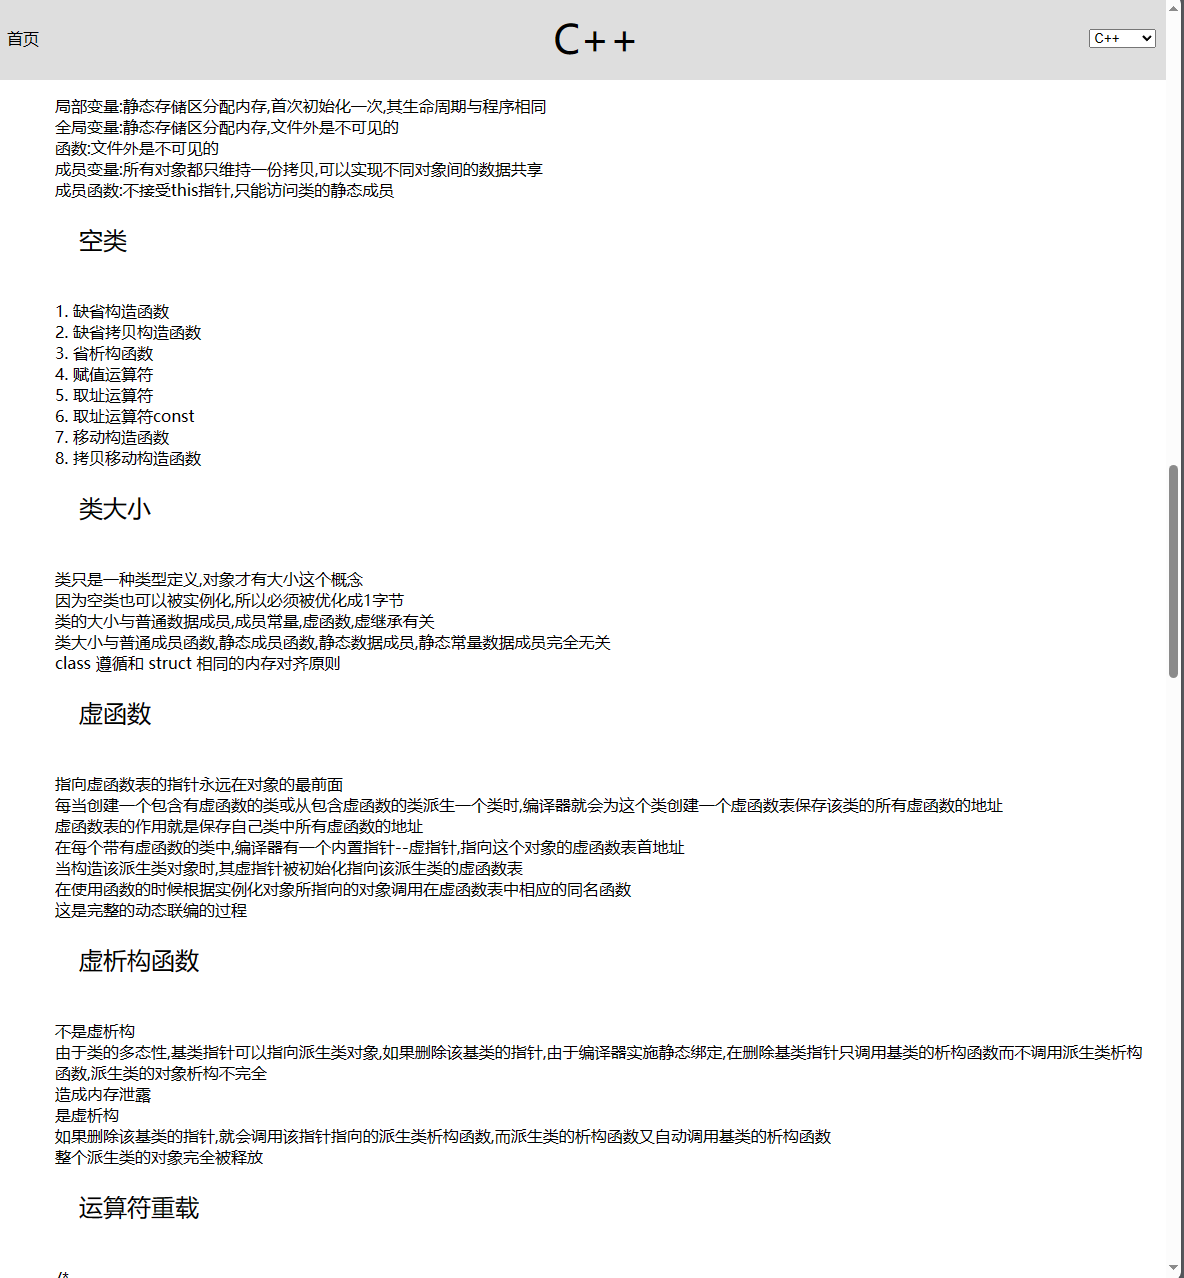 首页
C++
C++
局部变量:静态存储区分配内存,首次初始化一次,其生命周期与程序相同
全局变量:静态存储区分配内存,文件外是不可见的
函数:文件外是不可见的
成员变量:所有对象都只维持一份拷贝,可以实现不同对象间的数据共享
成员函数:不接受this指针,只能访问类的静态成员
空类
1. 缺省构造函数
2. 缺省拷贝构造函数
3. 省析构函数
4. 赋值运算符
5. 取址运算符
6. 取址运算符const
7. 移动构造函数
8. 拷贝移动构造函数
类大小
类只是一种类型定义,对象才有大小这个概念
因为空类也可以被实例化,所以必须被优化成1字节
类的大小与普通数据成员,成员常量,虚函数,虚继承有关
类大小与普通成员函数,静态成员函数,静态数据成员,静态常量数据成员完全无关
class 遵循和 struct 相同的内存对齐原则
虚函数
指向虚函数表的指针永远在对象的最前面
每当创建一个包含有虚函数的类或从包含虚函数的类派生一个类时,编译器就会为这个类创建一个虚函数表保存该类的所有虚函数的地址
虚函数表的作用就是保存自己类中所有虚函数的地址
在每个带有虚函数的类中,编译器有一个内置指针--虚指针,指向这个对象的虚函数表首地址
当构造该派生类对象时,其虚指针被初始化指向该派生类的虚函数表
在使用函数的时候根据实例化对象所指向的对象调用在虚函数表中相应的同名函数
这是完整的动态联编的过程
虚析构函数
不是虚析构
由于类的多态性,基类指针可以指向派生类对象,如果删除该基类的指针,由于编译器实施静态绑定,在删除基类指针只调用基类的析构函数而不调用派生类析构
函数,派生类的对象析构不完全
造成内存泄露
是虚析构
如果删除该基类的指针,就会调用该指针指向的派生类析构函数,而派生类的析构函数又自动调用基类的析构函数
整个派生类的对象完全被释放
运算符重载
/*